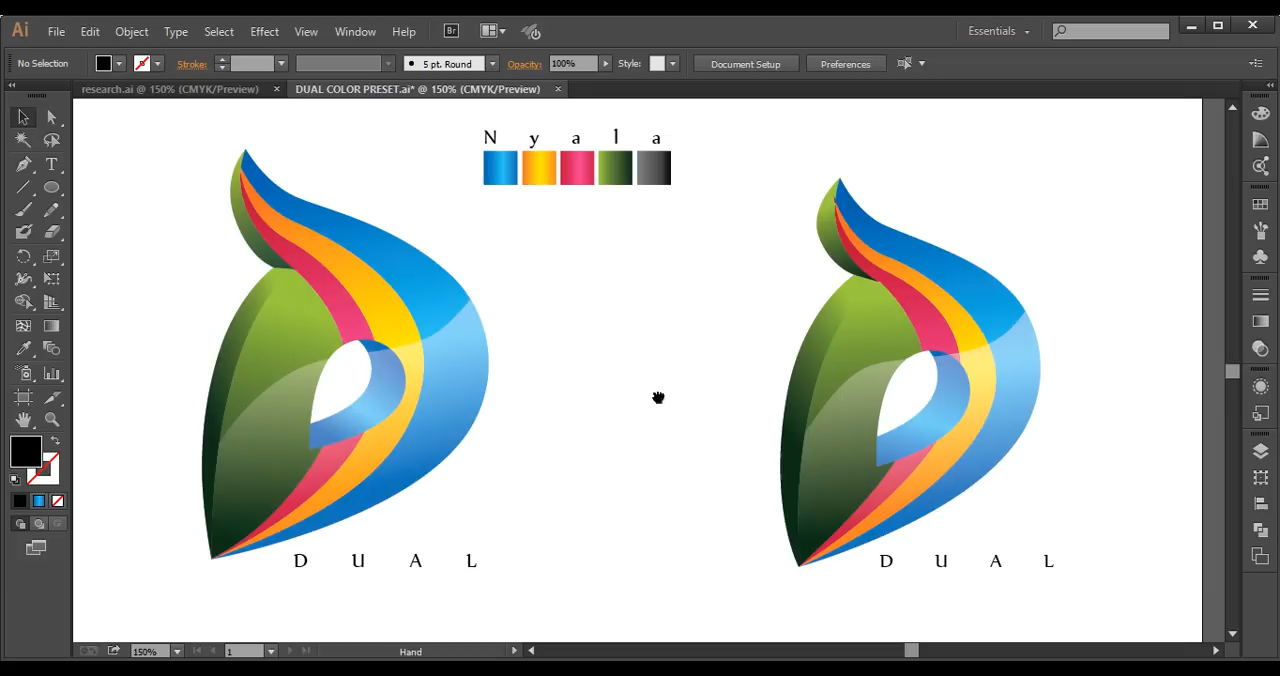 Ai File Edit Object Type Select Effect View Window Help Br Essentials
No Selection Stroke: 5 pt. Round Opacity: 100% Style: Document Setup Preferences
research.ai @ 150% (CMYK/Preview) × DUAL COLOR PRESET.ai* @ 150% (CMYK/Preview) ×
N y a l a
D U A L
D U A L
150% 1 Hand